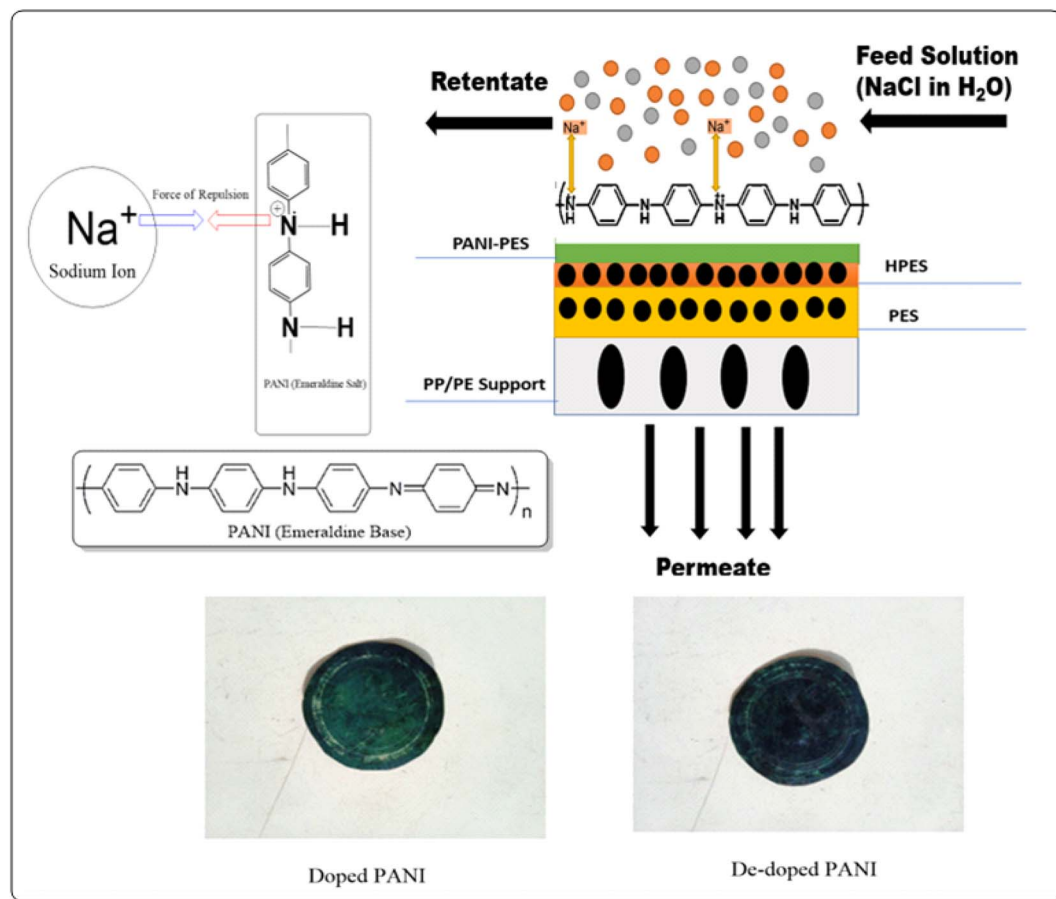 Feed Solution
(NaCl in H₂O)
Retentate
Na⁺
Na⁺
Force of Repulsion
Na⁺
Sodium Ion
⊕
N
H
N
H
PANI (Emeraldine Salt)
N
H
N
H
N
H
N
H
PANI-PES
HPES
PES
PP/PE Support
H
N
H
N
N
N
n
PANI (Emeraldine Base)
Permeate
Doped PANI
De-doped PANI